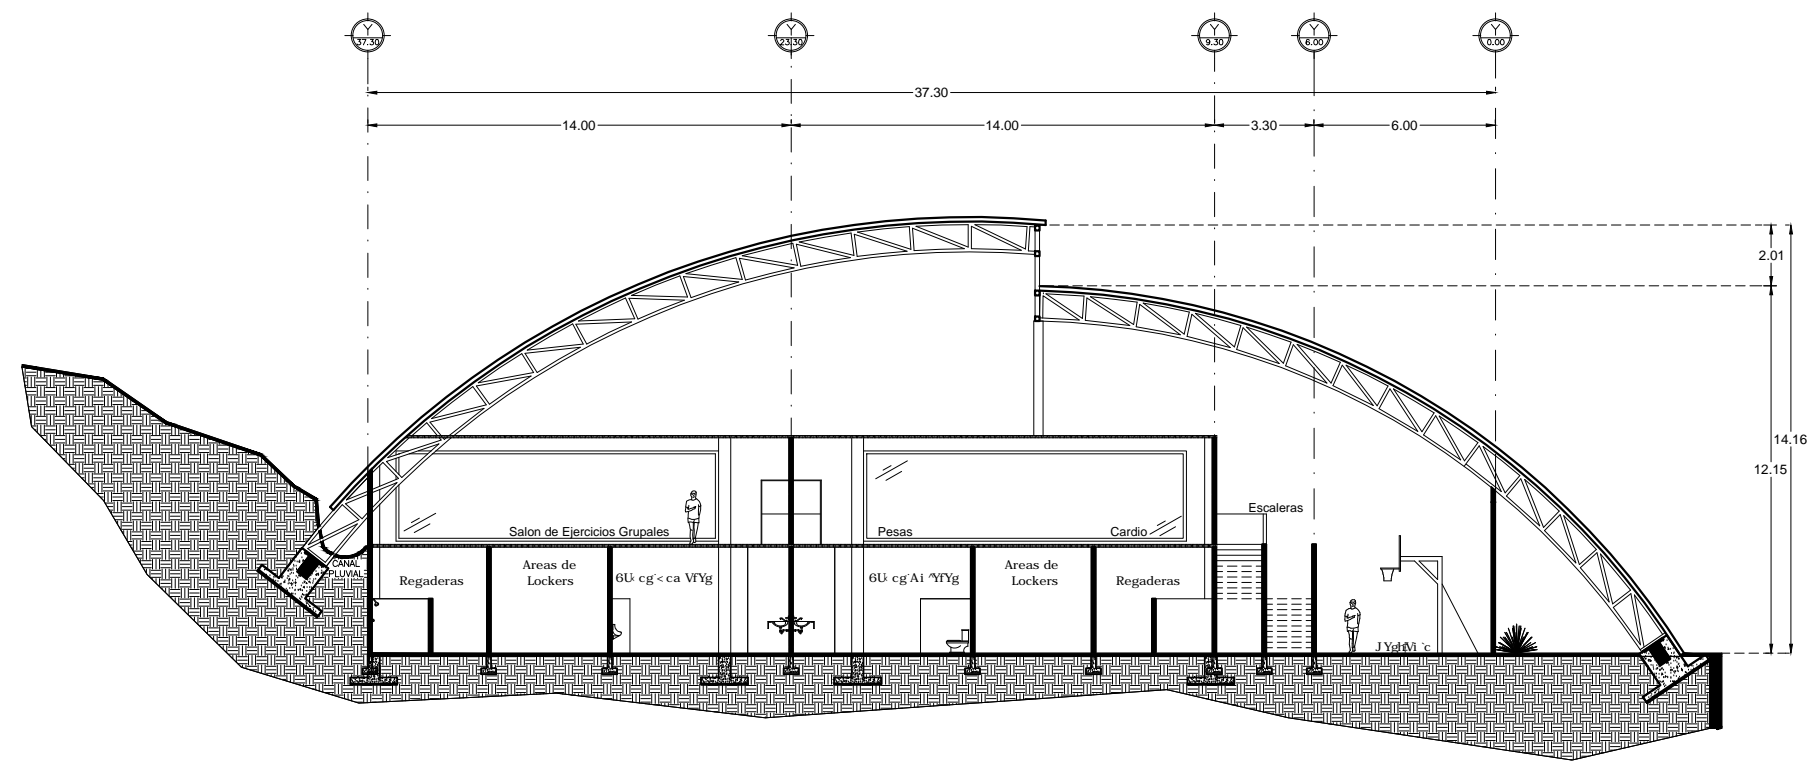 Y Y Y Y Y
37.30 23.30 9.30 6.00 0.00
37.30
14.00 14.00 3.30 6.00
2.01
14.16
12.15
Escaleras
Salon de Ejercicios Grupales Pesas Cardio
CANAL
PLUVIAL
Regaderas
Areas de
Lockers
Areas de
Lockers
Regaderas